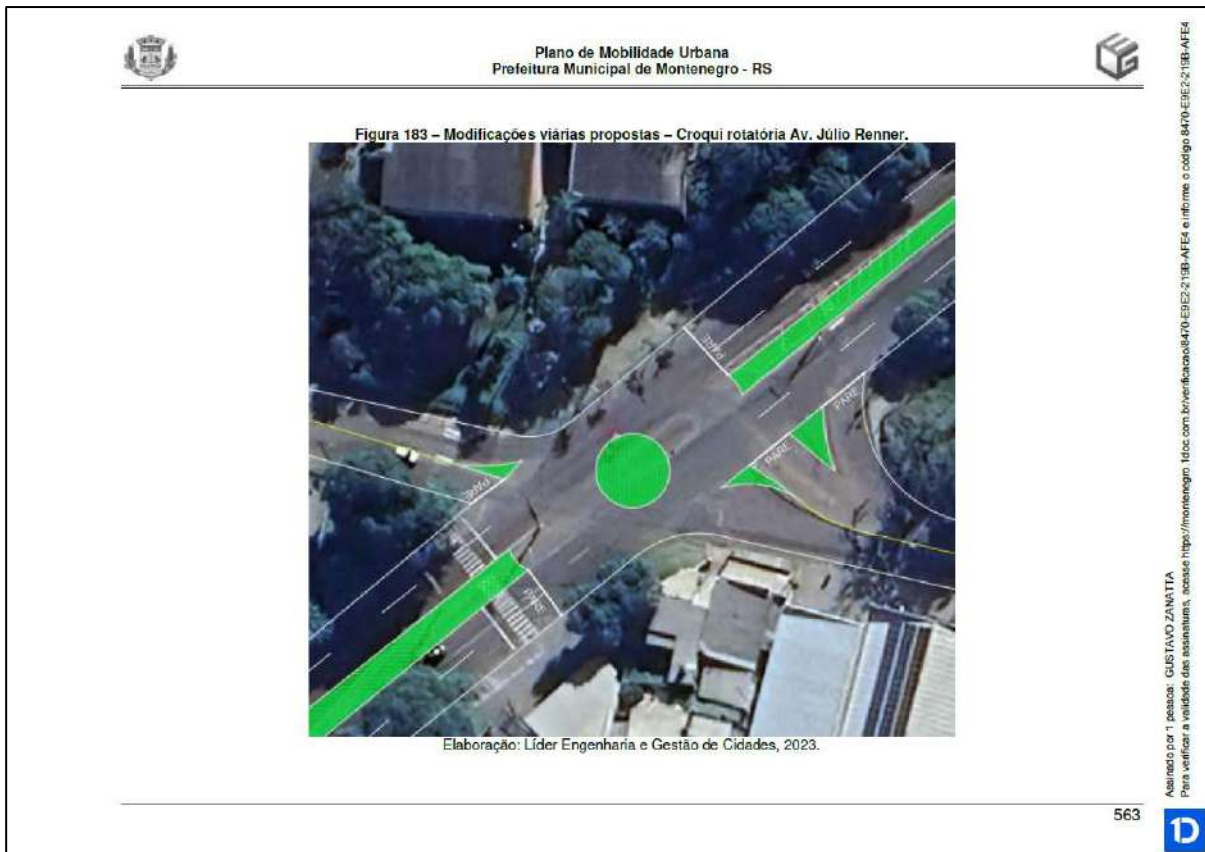 Plano de Mobilidade Urbana
Prefeitura Municipal de Montenegro - RS
Figura 183 – Modificações viárias propostas – Croqui rotatória Av. Júlio Renner.
PARE
PARE
PARE
PARE
PARE
Elaboração: Líder Engenharia e Gestão de Cidades, 2023.
563
Assinado por 1 pessoa: GUSTAVO ZANATTA
Para verificar a validade das assinaturas, acesse https://montenegro.1doc.com.br/verificacao/8470-E9E2-219B-AFE4 e informe o código 8470-E9E2-219B-AFE4
1D